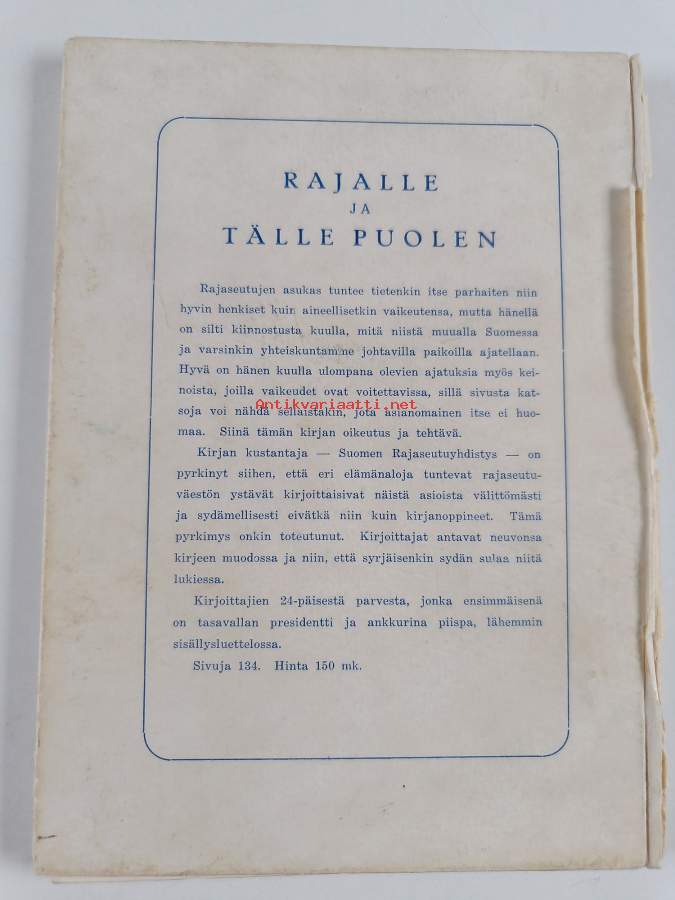 RAJALLE
JA
TÄLLE PUOLEN
Rajaseutujen asukas tuntee tietenkin itse parhaiten niin
hyvin henkiset kuin aineellisetkin vaikeutensa, mutta hänellä
on silti kiinnostusta kuulla, mitä niistä muualla Suomessa
ja varsinkin yhteiskuntamme johtavilla paikoilla ajatellaan.
Hyvä on hänen kuulla ulompana olevien ajatuksia myös kei-
noista, joilla vaikeudet ovat voitettavissa, sillä sivusta kat-
soja voi nähdä sellaistakin, jota asianomainen itse ei huo-
Antikvariaatti.net
maa. Siinä tämän kirjan oikeutus ja tehtävä.
Kirjan kustantaja — Suomen Rajaseutuyhdistys — on
pyrkinyt siihen, että eri elämänaloja tuntevat rajaseutu-
väestön ystävät kirjoittaisivat näistä asioista välittömästi
ja sydämellisesti eivätkä niin kuin kirjanoppineet. Tämä
pyrkimys onkin toteutunut. Kirjoittajat antavat neuvonsa
kirjeen muodossa ja niin, että syrjäisenkin sydän sulaa niitä
lukiessa.
Kirjoittajien 24-päisestä parvesta, jonka ensimmäisenä
on tasavallan presidentti ja ankkurina piispa, lähemmin
sisällysluettelossa.
Sivuja 134. Hinta 150 mk.